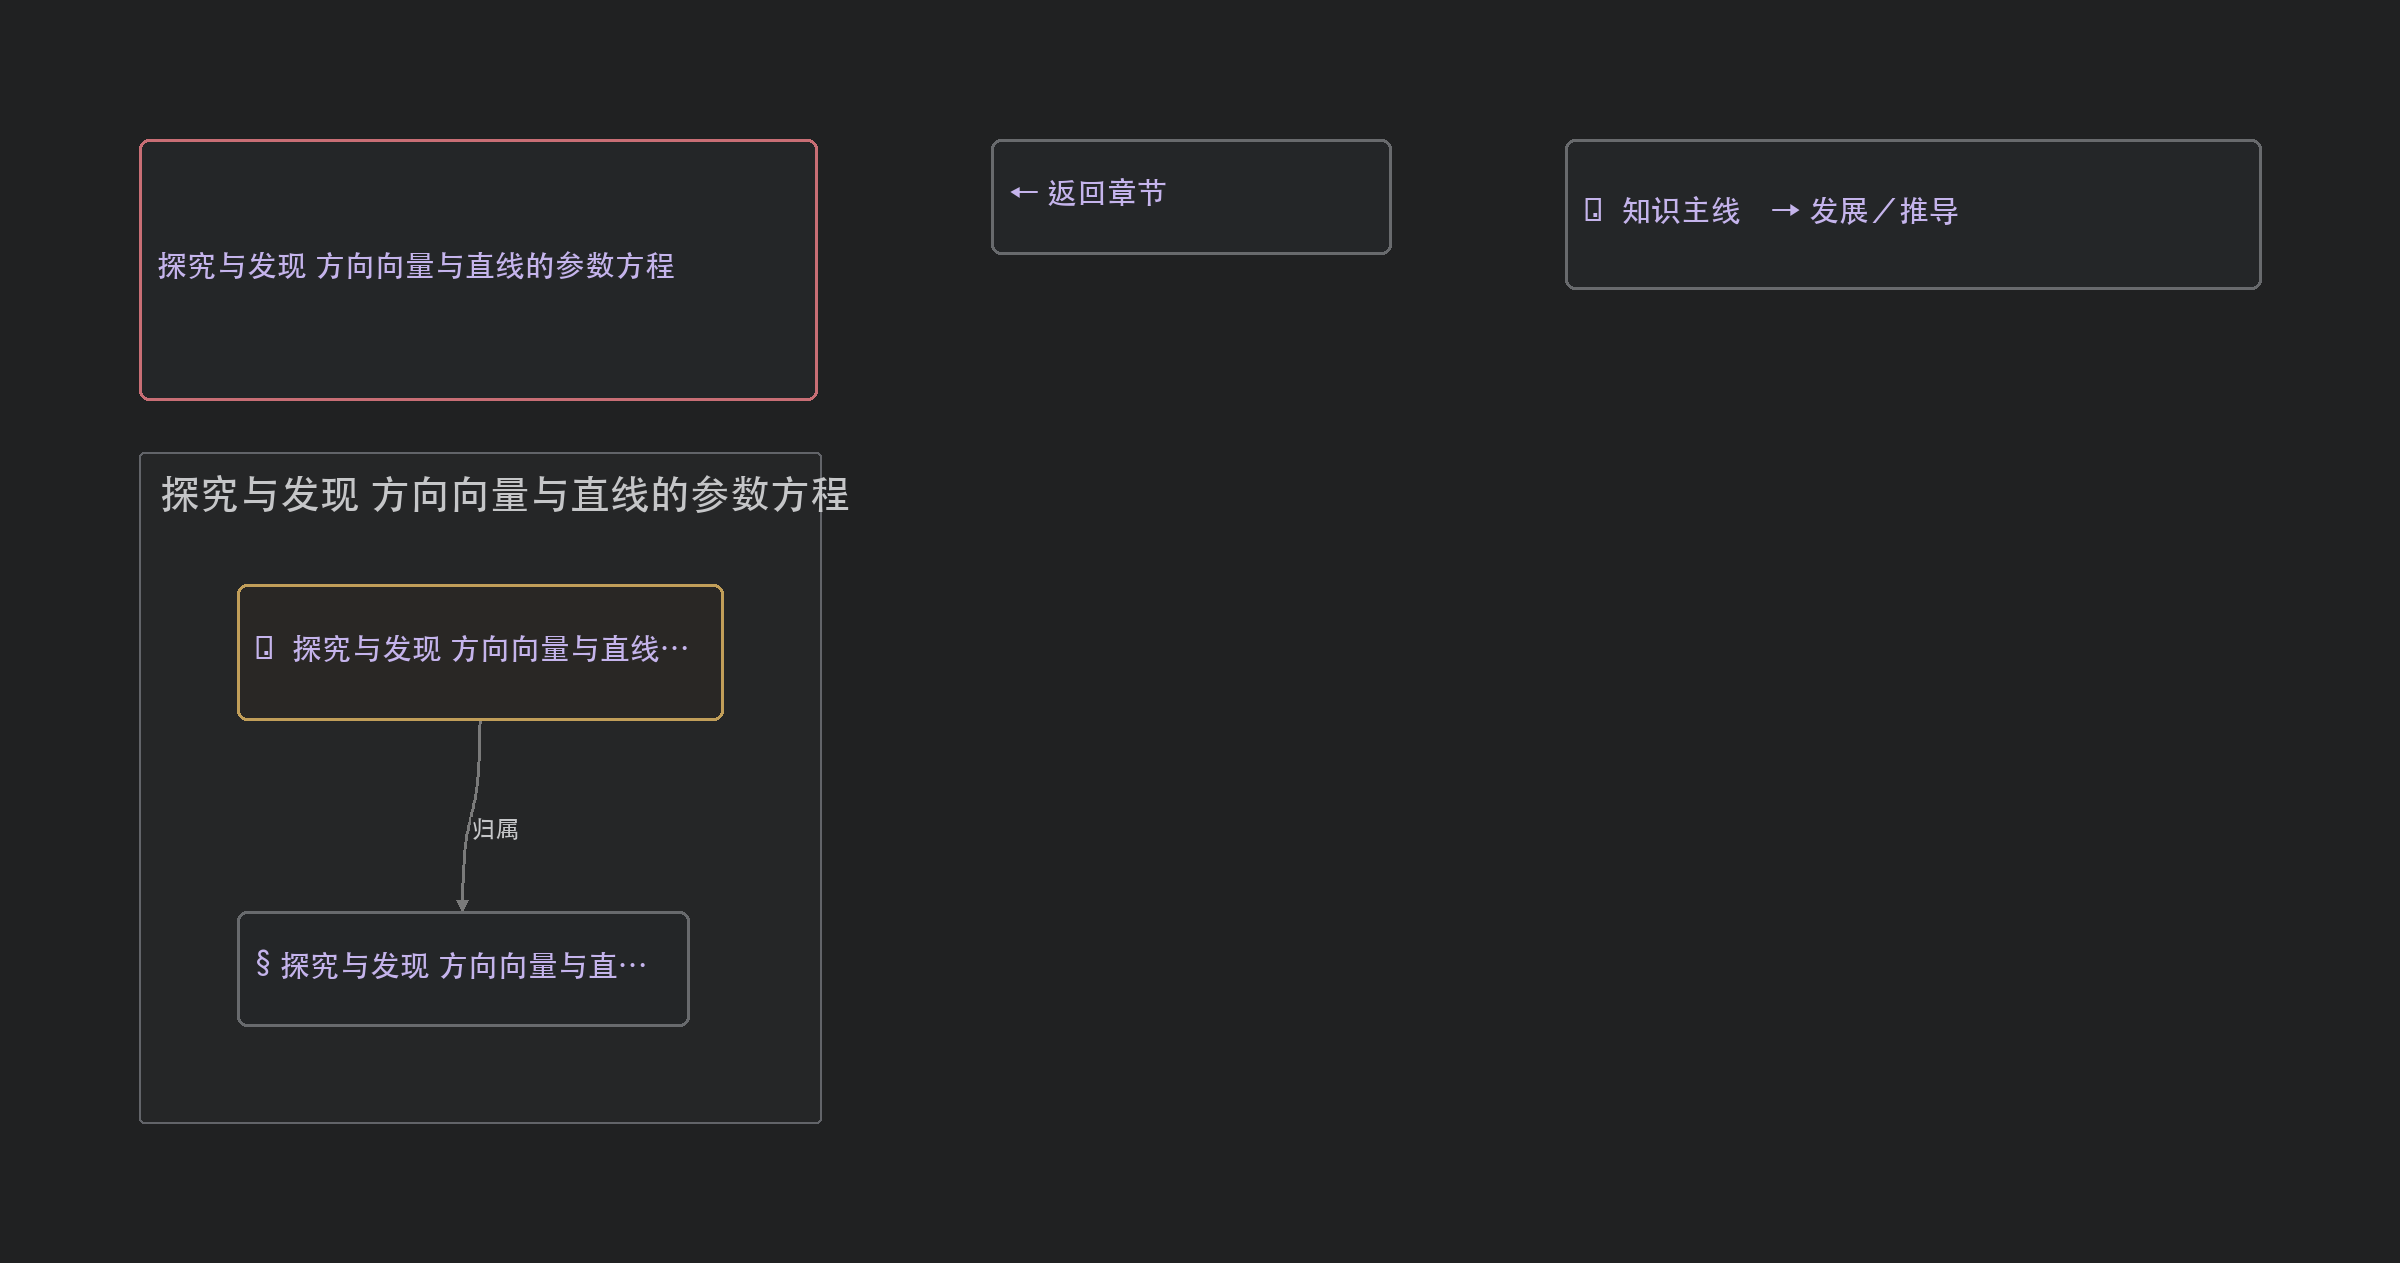 探究与发现 方向向量与直线的参数方程
← 返回章节
知识主线 → 发展／推导
探究与发现 方向向量与直线的参数方程
探究与发现 方向向量与直线…
归属
§ 探究与发现 方向向量与直…